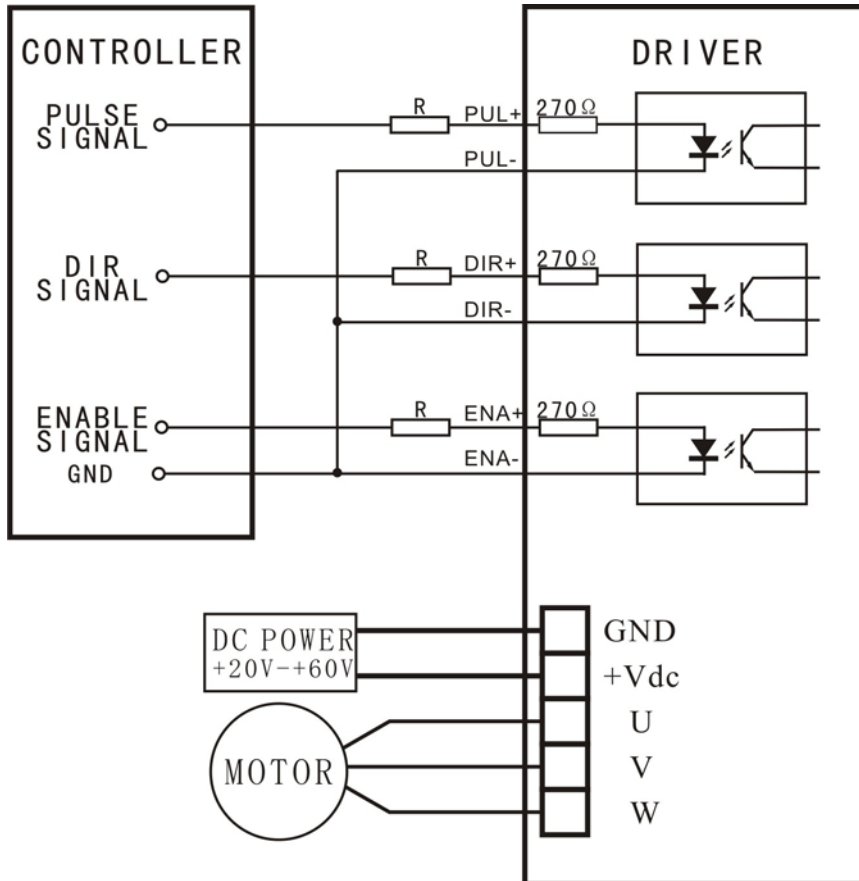 CONTROLLER
DRIVER
PULSE
SIGNAL
R
PUL+
270Ω
PUL-
DIR
SIGNAL
R
DIR+
270Ω
DIR-
ENABLE
SIGNAL
R
ENA+
270Ω
GND
ENA-
DC POWER
+20V-+60V
GND
+Vdc
MOTOR
U
V
W